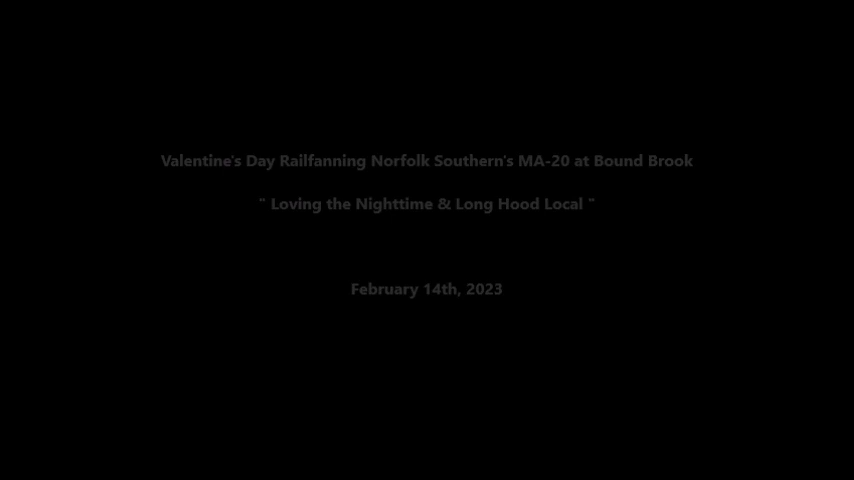 Valentine's Day Railfanning Norfolk Southern's MA-20 at Bound Brook
" Loving the Nighttime & Long Hood Local "
February 14th, 2023